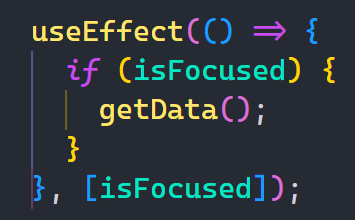 useEffect(() => {
  if (isFocused) {
    getData();
  }
}, [isFocused]);